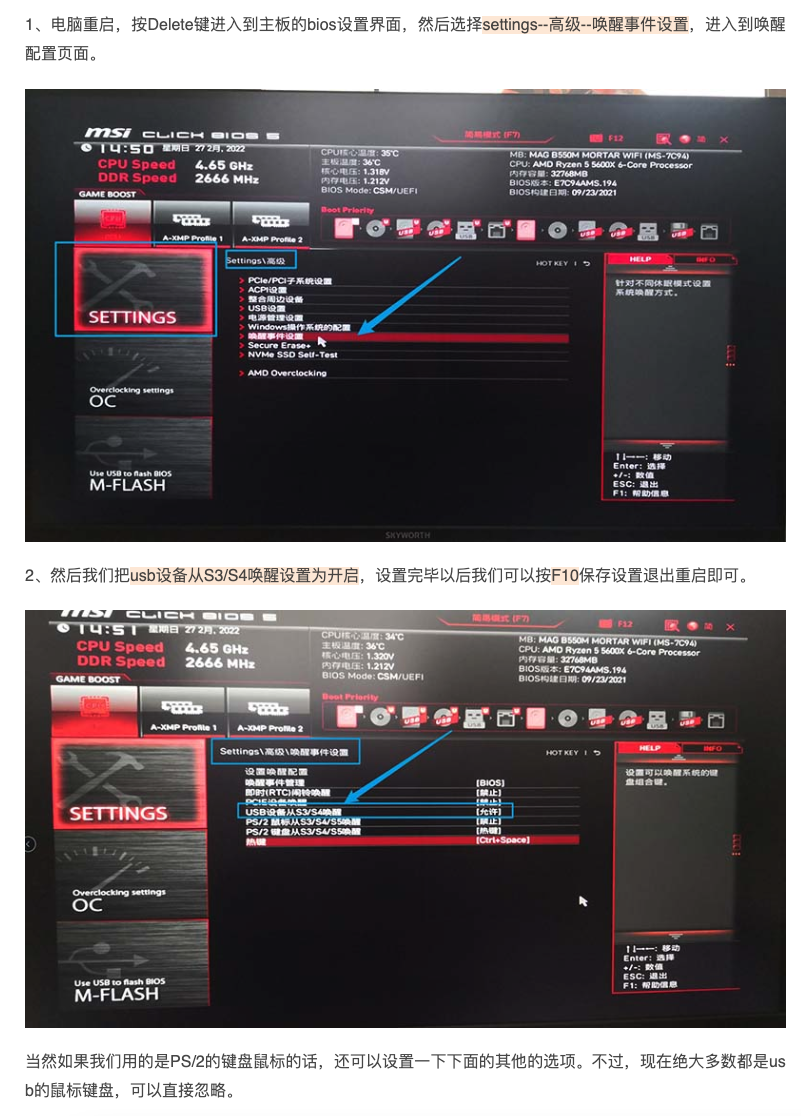 1、电脑重启，按Delete键进入到主板的bios设置界面，然后选择settings--高级--唤醒事件设置，进入到唤醒
配置页面。
msi CLICK BIOS 5
简易模式 (F7)
F12
简
X
14:50 星期日 27 2月, 2022
CPU Speed 4.65 GHz
DDR Speed 2666 MHz
CPU核心温度: 35°C
主板温度: 36°C
核心电压: 1.318V
内存电压: 1.212V
BIOS Mode: CSM/UEFI
MB: MAG B550M MORTAR WIFI (MS-7C94)
CPU: AMD Ryzen 5 5600X 6-Core Processor
内存容量: 32768MB
BIOS版本: E7C94AMS.194
BIOS构建日期: 09/23/2021
GAME BOOST
CPU
A-XMP Profile 1
A-XMP Profile 2
Boot Priority
USB USB USB USB
SETTINGS
Settings\高级
HOT KEY
> PCIe/PCI子系统设置
> ACPI设置
> 整合周边设备
> USB设置
> 电源管理设置
> Windows操作系统的配置
> 唤醒事件设置
> Secure Erase+
> NVMe SSD Self-Test
> AMD Overclocking
HELP
INFO
针对不同休眠模式设置
系统唤醒方式。
Overclocking settings
OC
Use USB to flash BIOS
M-FLASH
↑↓→←: 移动
Enter: 选择
+/-: 数值
ESC: 退出
F1: 帮助信息
SKYWORTH
2、然后我们把usb设备从S3/S4唤醒设置为开启，设置完毕以后我们可以按F10保存设置退出重启即可。
msi CLICK BIOS 5
简易模式 (F7)
F12
简
X
14:51 星期日 27 2月, 2022
CPU Speed 4.65 GHz
DDR Speed 2666 MHz
CPU核心温度: 34°C
主板温度: 36°C
核心电压: 1.320V
内存电压: 1.212V
BIOS Mode: CSM/UEFI
MB: MAG B550M MORTAR WIFI (MS-7C94)
CPU: AMD Ryzen 5 5600X 6-Core Processor
内存容量: 32768MB
BIOS版本: E7C94AMS.194
BIOS构建日期: 09/23/2021
GAME BOOST
CPU
A-XMP Profile 1
A-XMP Profile 2
Boot Priority
USB USB USB USB
SETTINGS
Settings\高级\唤醒事件设置
HOT KEY
设置唤醒配置
唤醒事件管理 [BIOS]
即时(RTC)闹铃唤醒 [禁止]
PCIE设备唤醒 [禁止]
USB设备从S3/S4唤醒 [允许]
PS/2 鼠标从S3/S4/S5唤醒 [禁止]
PS/2 键盘从S3/S4/S5唤醒 [热键]
热键 [Ctrl+Space]
HELP
INFO
设置可以唤醒系统的键
盘组合键。
Overclocking settings
OC
Use USB to flash BIOS
M-FLASH
↑↓→←: 移动
Enter: 选择
+/-: 数值
ESC: 退出
F1: 帮助信息
当然如果我们用的是PS/2的键盘鼠标的话，还可以设置一下下面的其他的选项。不过，现在绝大多数都是us
b的鼠标键盘，可以直接忽略。